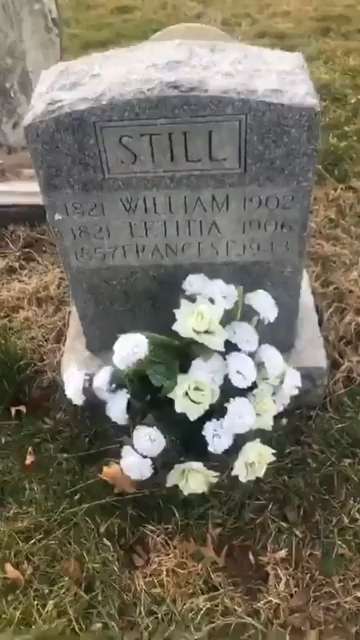 STILL
1821 WILLIAM 1902
1821 LETITIA 1906
1857 FRANCES E. 1943